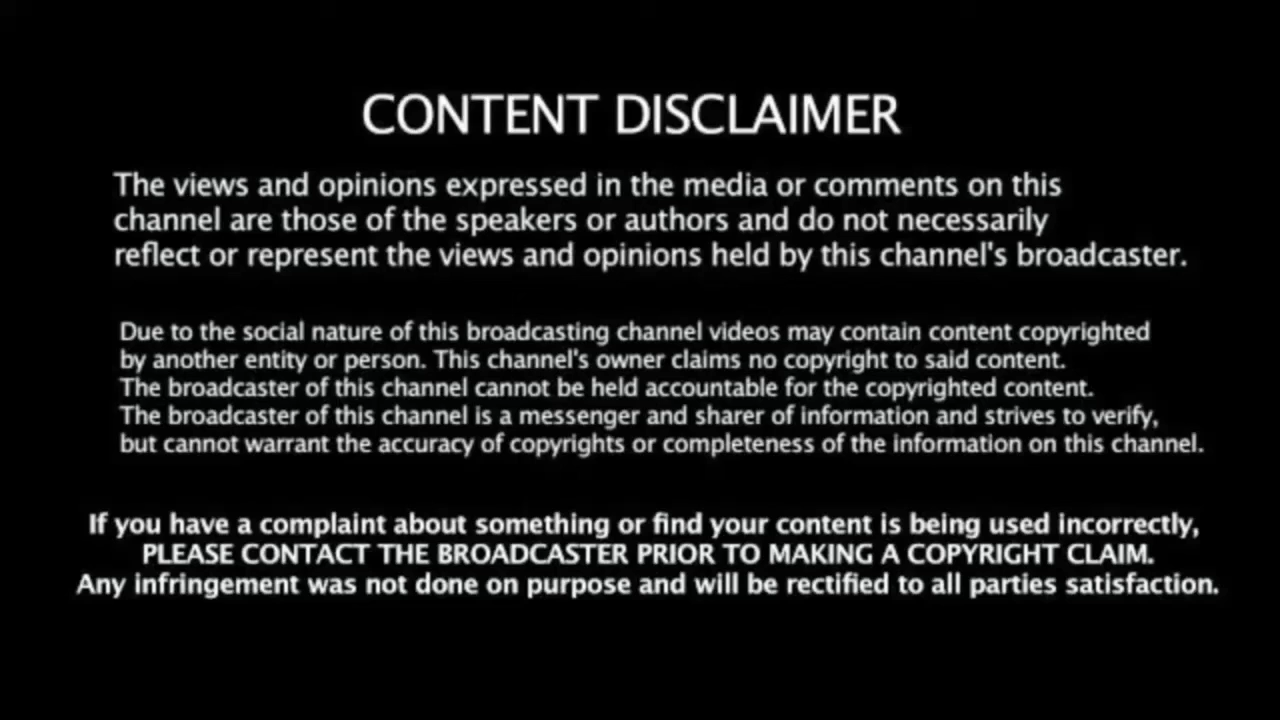 CONTENT DISCLAIMER
The views and opinions expressed in the media or comments on this
channel are those of the speakers or authors and do not necessarily
reflect or represent the views and opinions held by this channel's broadcaster.
Due to the social nature of this broadcasting channel videos may contain content copyrighted
by another entity or person. This channel's owner claims no copyright to said content.
The broadcaster of this channel cannot be held accountable for the copyrighted content.
The broadcaster of this channel is a messenger and sharer of information and strives to verify,
but cannot warrant the accuracy of copyrights or completeness of the information on this channel.
If you have a complaint about something or find your content is being used incorrectly,
PLEASE CONTACT THE BROADCASTER PRIOR TO MAKING A COPYRIGHT CLAIM.
Any infringement was not done on purpose and will be rectified to all parties satisfaction.